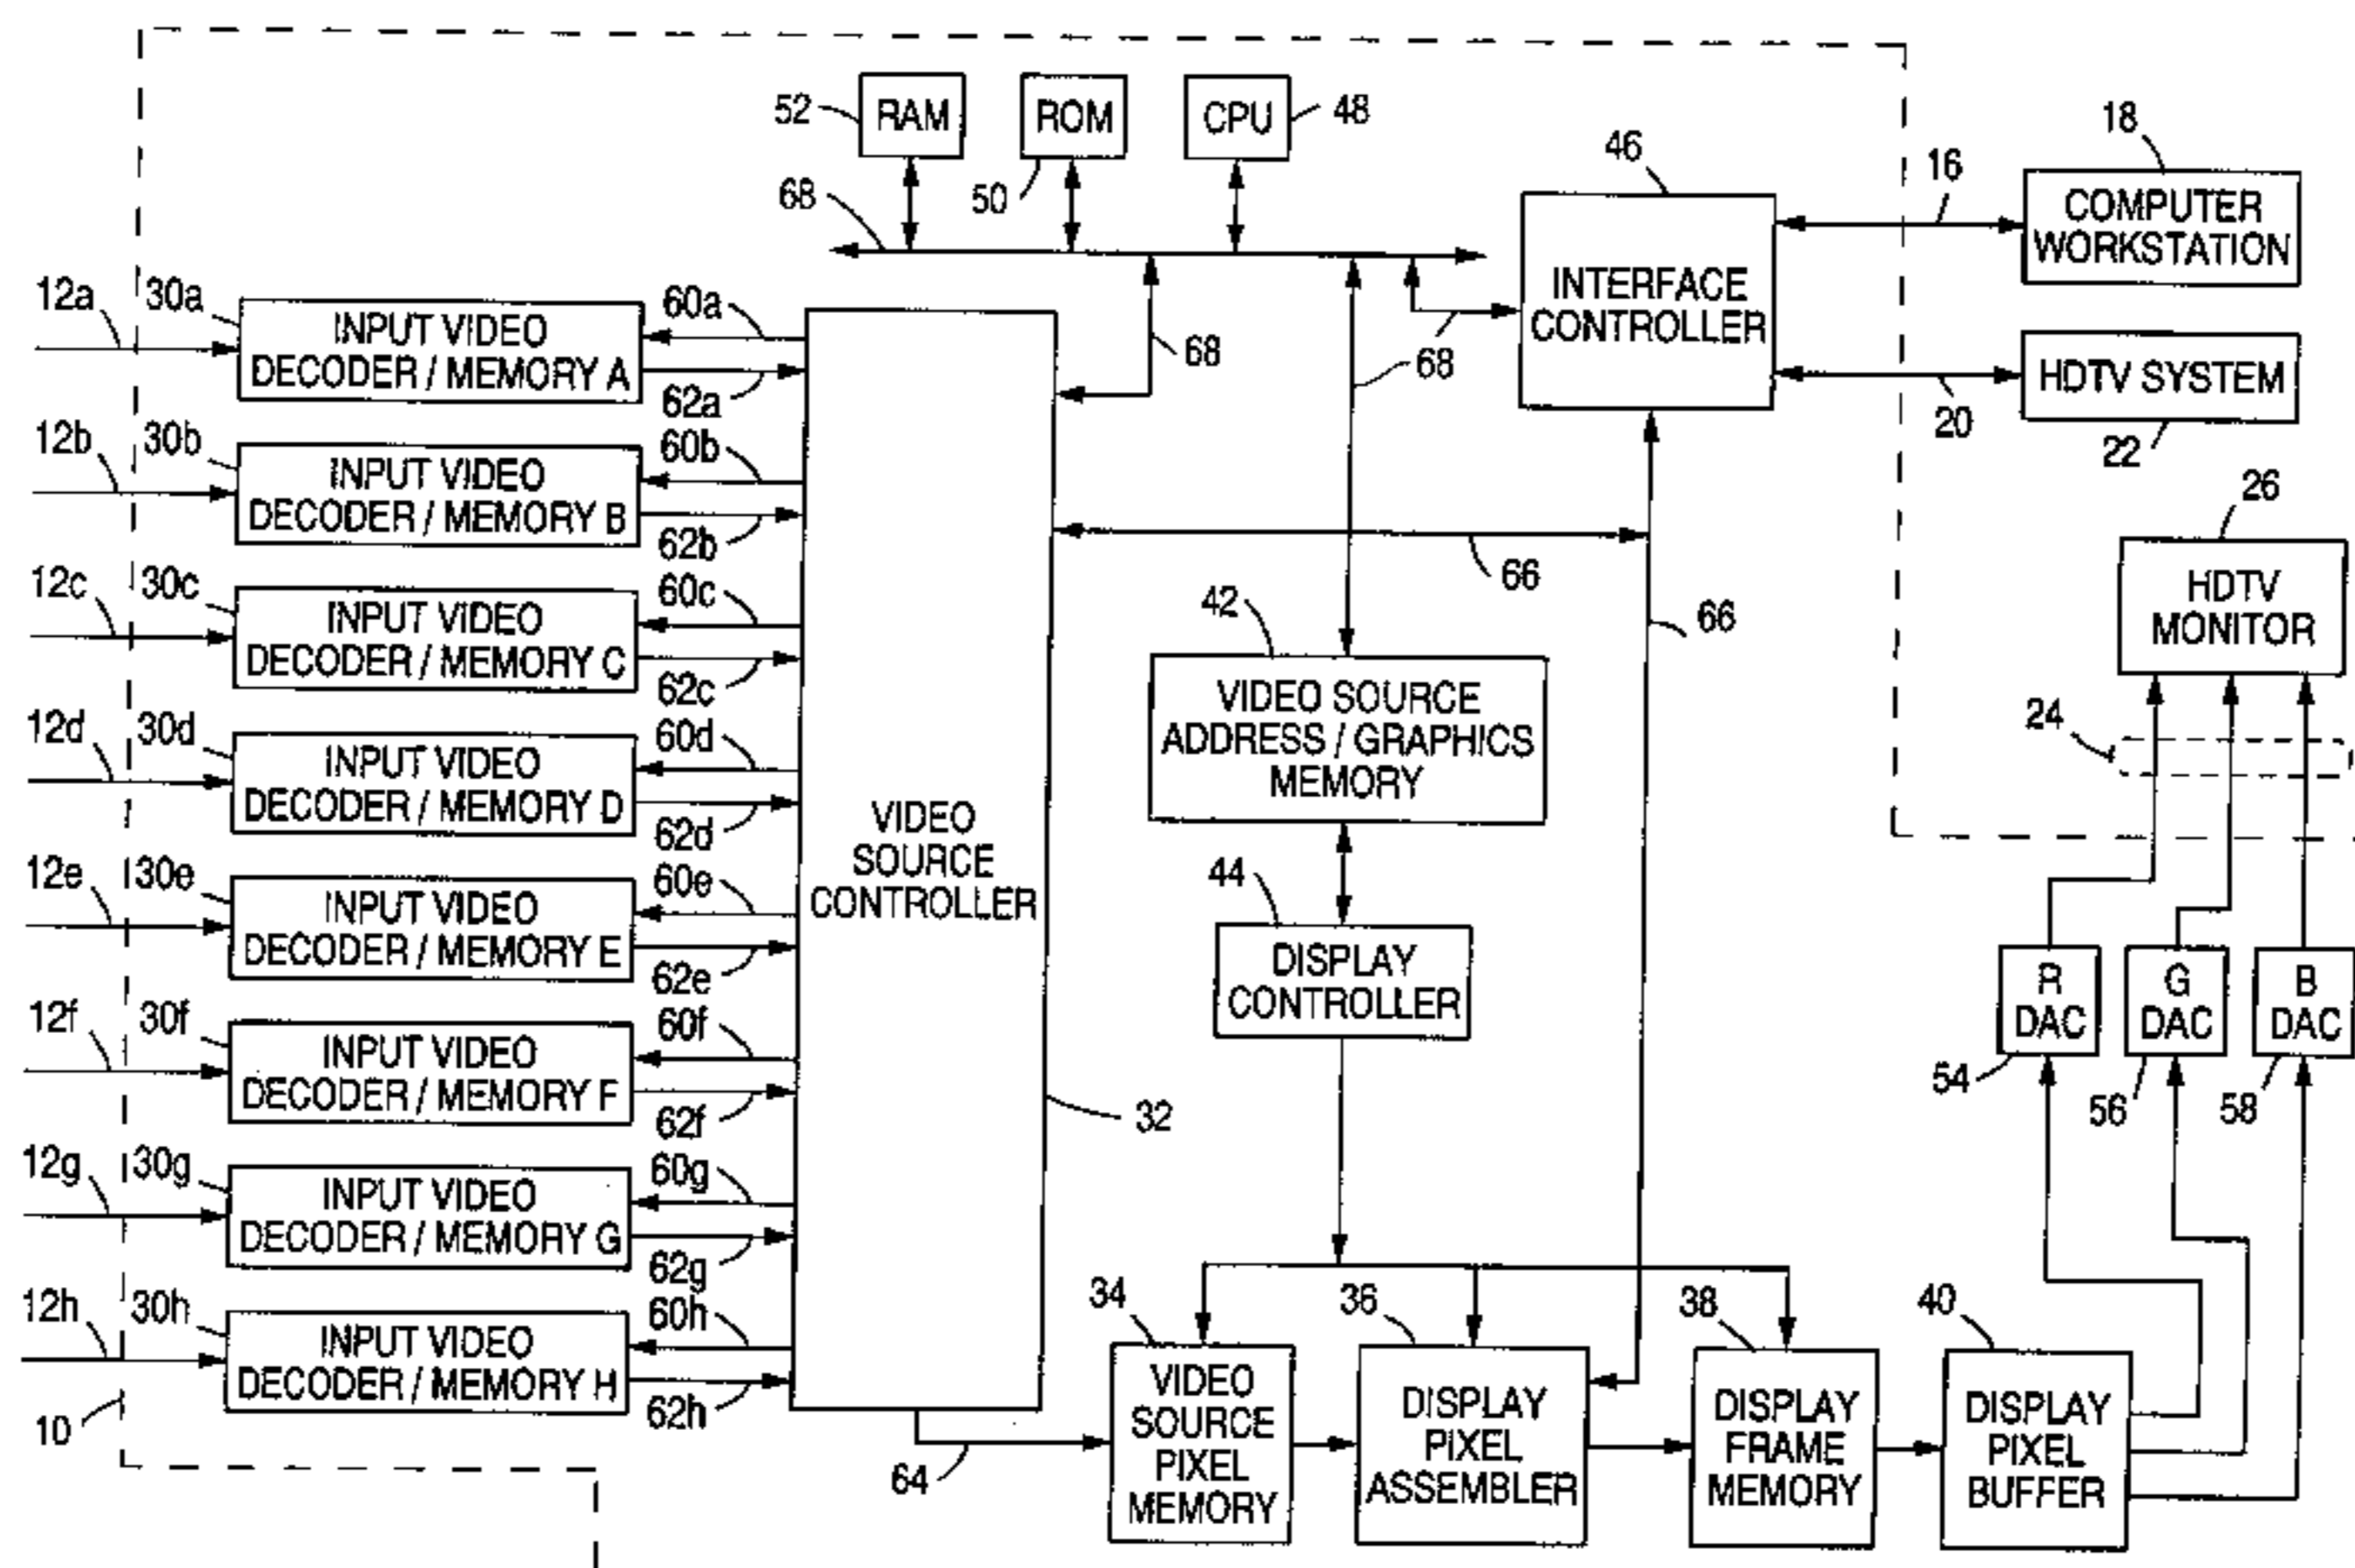 52
RAM
ROM
50
CPU
48
68
46
INTERFACE
CONTROLLER
16
18
COMPUTER
WORKSTATION
20
HDTV SYSTEM
22
12a
30a
INPUT VIDEO
DECODER / MEMORY A
60a
62a
12b
30b
INPUT VIDEO
DECODER / MEMORY B
60b
62b
12c
30c
INPUT VIDEO
DECODER / MEMORY C
60c
62c
12d
30d
INPUT VIDEO
DECODER / MEMORY D
60d
62d
12e
30e
INPUT VIDEO
DECODER / MEMORY E
60e
62e
12f
30f
INPUT VIDEO
DECODER / MEMORY F
60f
62f
12g
30g
INPUT VIDEO
DECODER / MEMORY G
60g
62g
12h
30h
INPUT VIDEO
DECODER / MEMORY H
60h
62h
10
VIDEO
SOURCE
CONTROLLER
32
68
68
66
66
42
VIDEO SOURCE
ADDRESS / GRAPHICS
MEMORY
44
DISPLAY
CONTROLLER
26
HDTV
MONITOR
24
R
DAC
54
G
DAC
56
B
DAC
58
64
34
VIDEO
SOURCE
PIXEL
MEMORY
36
DISPLAY
PIXEL
ASSEMBLER
38
DISPLAY
FRAME
MEMORY
40
DISPLAY
PIXEL
BUFFER